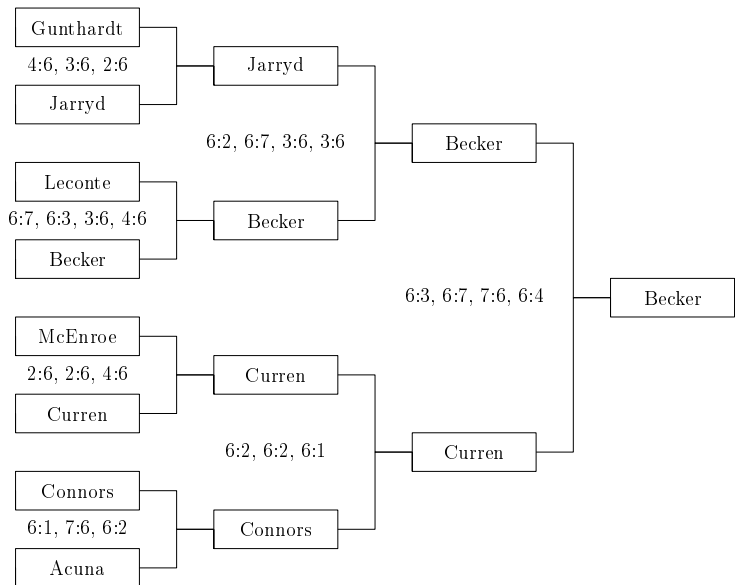 Gunthardt
4:6, 3:6, 2:6
Jarryd
Leconte
6:7, 6:3, 3:6, 4:6
Becker
McEnroe
2:6, 2:6, 4:6
Curren
Connors
6:1, 7:6, 6:2
Acuna
Jarryd
6:2, 6:7, 3:6, 3:6
Becker
Curren
6:2, 6:2, 6:1
Connors
Becker
6:3, 6:7, 7:6, 6:4
Curren
Becker